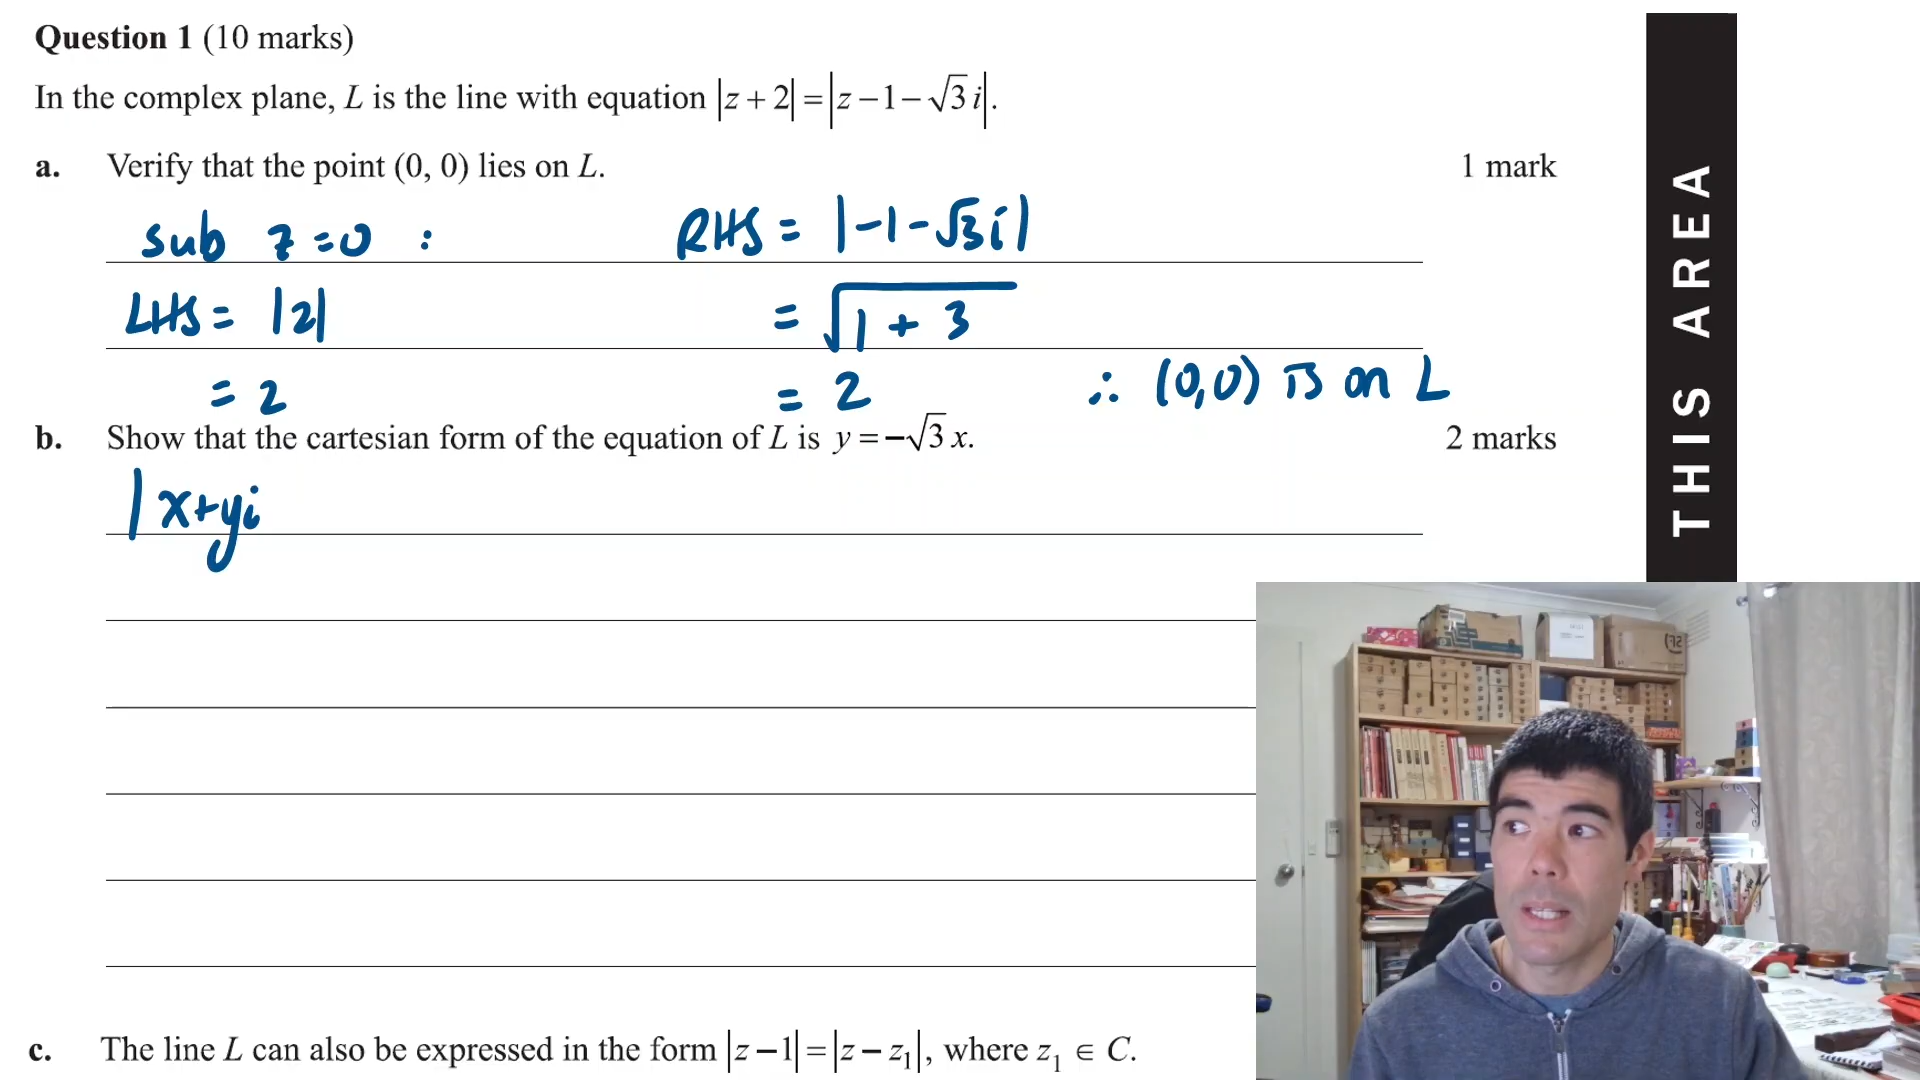 Question 1 (10 marks)
In the complex plane, L is the line with equation |z + 2| = |z − 1 − √3 i|.
a. Verify that the point (0, 0) lies on L. 1 mark
sub z = 0 : RHS = |-1-√3i|
LHS = |2| = √1 + 3
= 2 = 2 ∴ (0,0) is on L
b. Show that the cartesian form of the equation of L is y = −√3 x. 2 marks
|x+yi
c. The line L can also be expressed in the form |z − 1| = |z − z₁|, where z₁ ∈ C.
THIS AREA